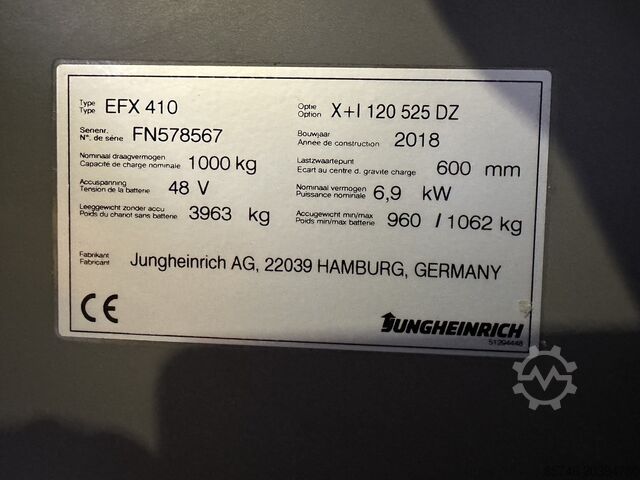 Type
Type EFX 410
Optie
Option X+I 120 525 DZ
Serienr.
N°. de série FN578567
Bouwjaar
Année de construction 2018
Nominaal draagvermogen
Capacité de charge nominale 1000 kg
Lastzwaartepunt
Ecart au centre d. gravite charge 600 mm
Accuspanning
Tension de la batterie 48 V
Nominaal vermogen
Puissance nominale 6,9 kW
Leeggewicht zonder accu
Poids du chariot sans batterie 3963 kg
Accugewicht min/max
Poids min/max batterie 960 / 1062 kg
Fabrikant
Fabricant Jungheinrich AG, 22039 HAMBURG, GERMANY
CE
JUNGHEINRICH
51294448